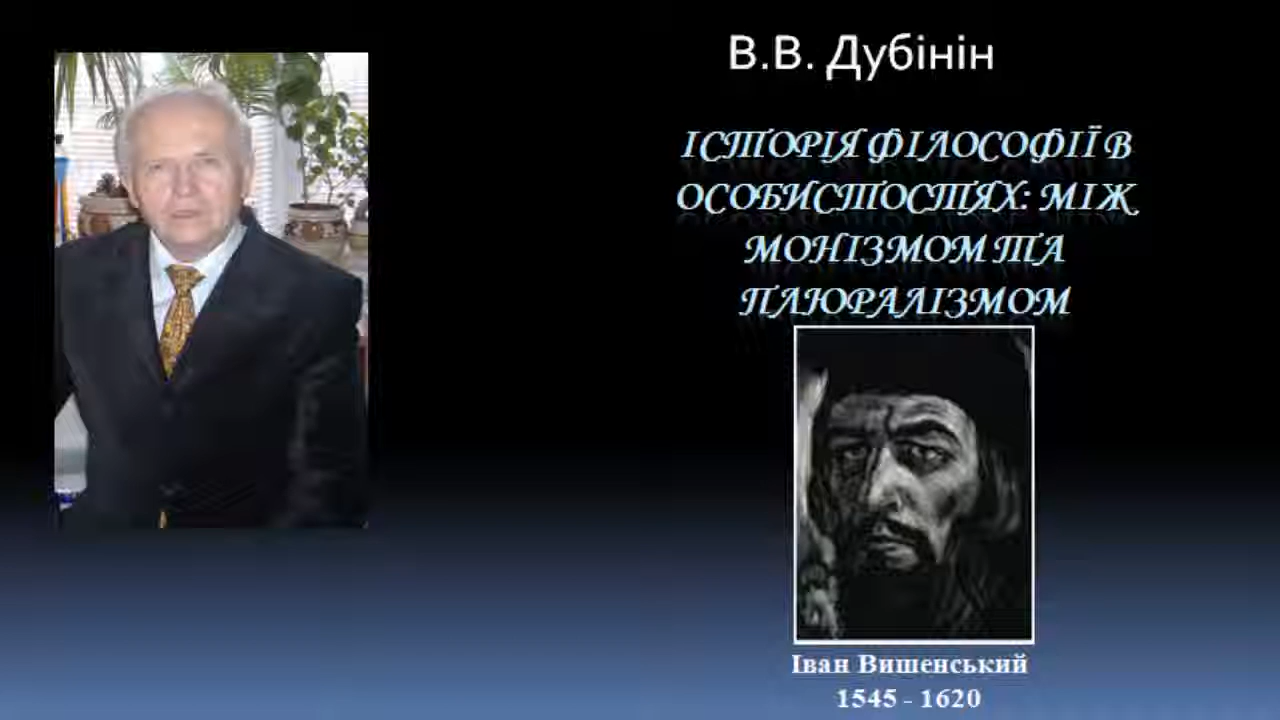 В.В. Дубінін
ІСТОРІЯ ФІЛОСОФІЇ В
ОСОБИСТОСТЯХ: МІЖ
МОНІЗМОМ ТА
ПЛЮРАЛІЗМОМ
Іван Вишенський
1545 - 1620